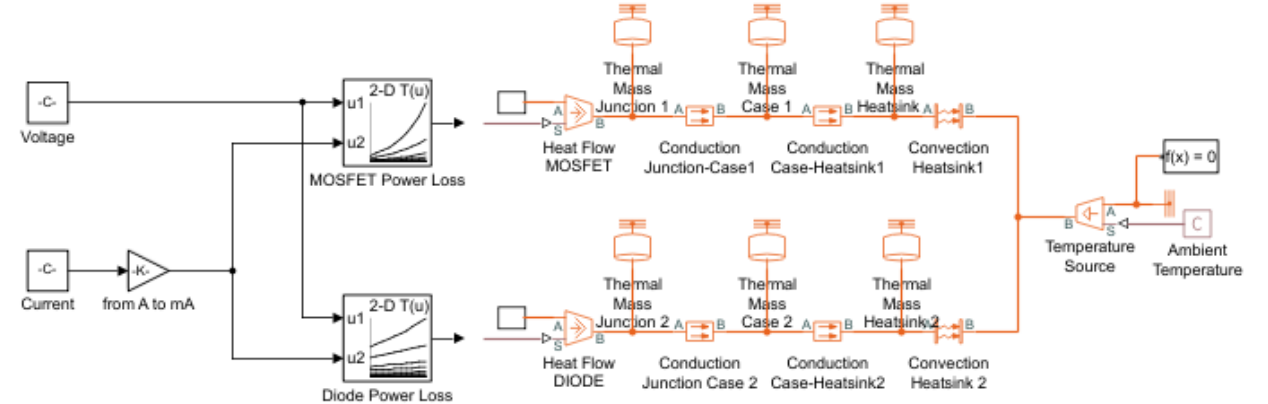 2-D T(u)
u1
u2
MOSFET Power Loss
-C-
Voltage
-C-
Current
-K-
from A to mA
2-D T(u)
u1
u2
Diode Power Loss
A
S
B
Heat Flow
MOSFET
Thermal
Mass
Junction 1
A
B
Conduction
Junction-Case1
Thermal
Mass
Case 1
A
B
Conduction
Case-Heatsink1
Thermal
Mass
Heatsink
A
B
Convection
Heatsink1
A
S
B
Heat Flow
DIODE
Thermal
Mass
Junction 2
A
B
Conduction
Junction Case 2
Thermal
Mass
Case 2
A
B
Conduction
Case-Heatsink2
Thermal
Mass
Heatsink 2
A
B
Convection
Heatsink 2
B
A
S
Temperature
Source
f(x) = 0
C
Ambient
Temperature